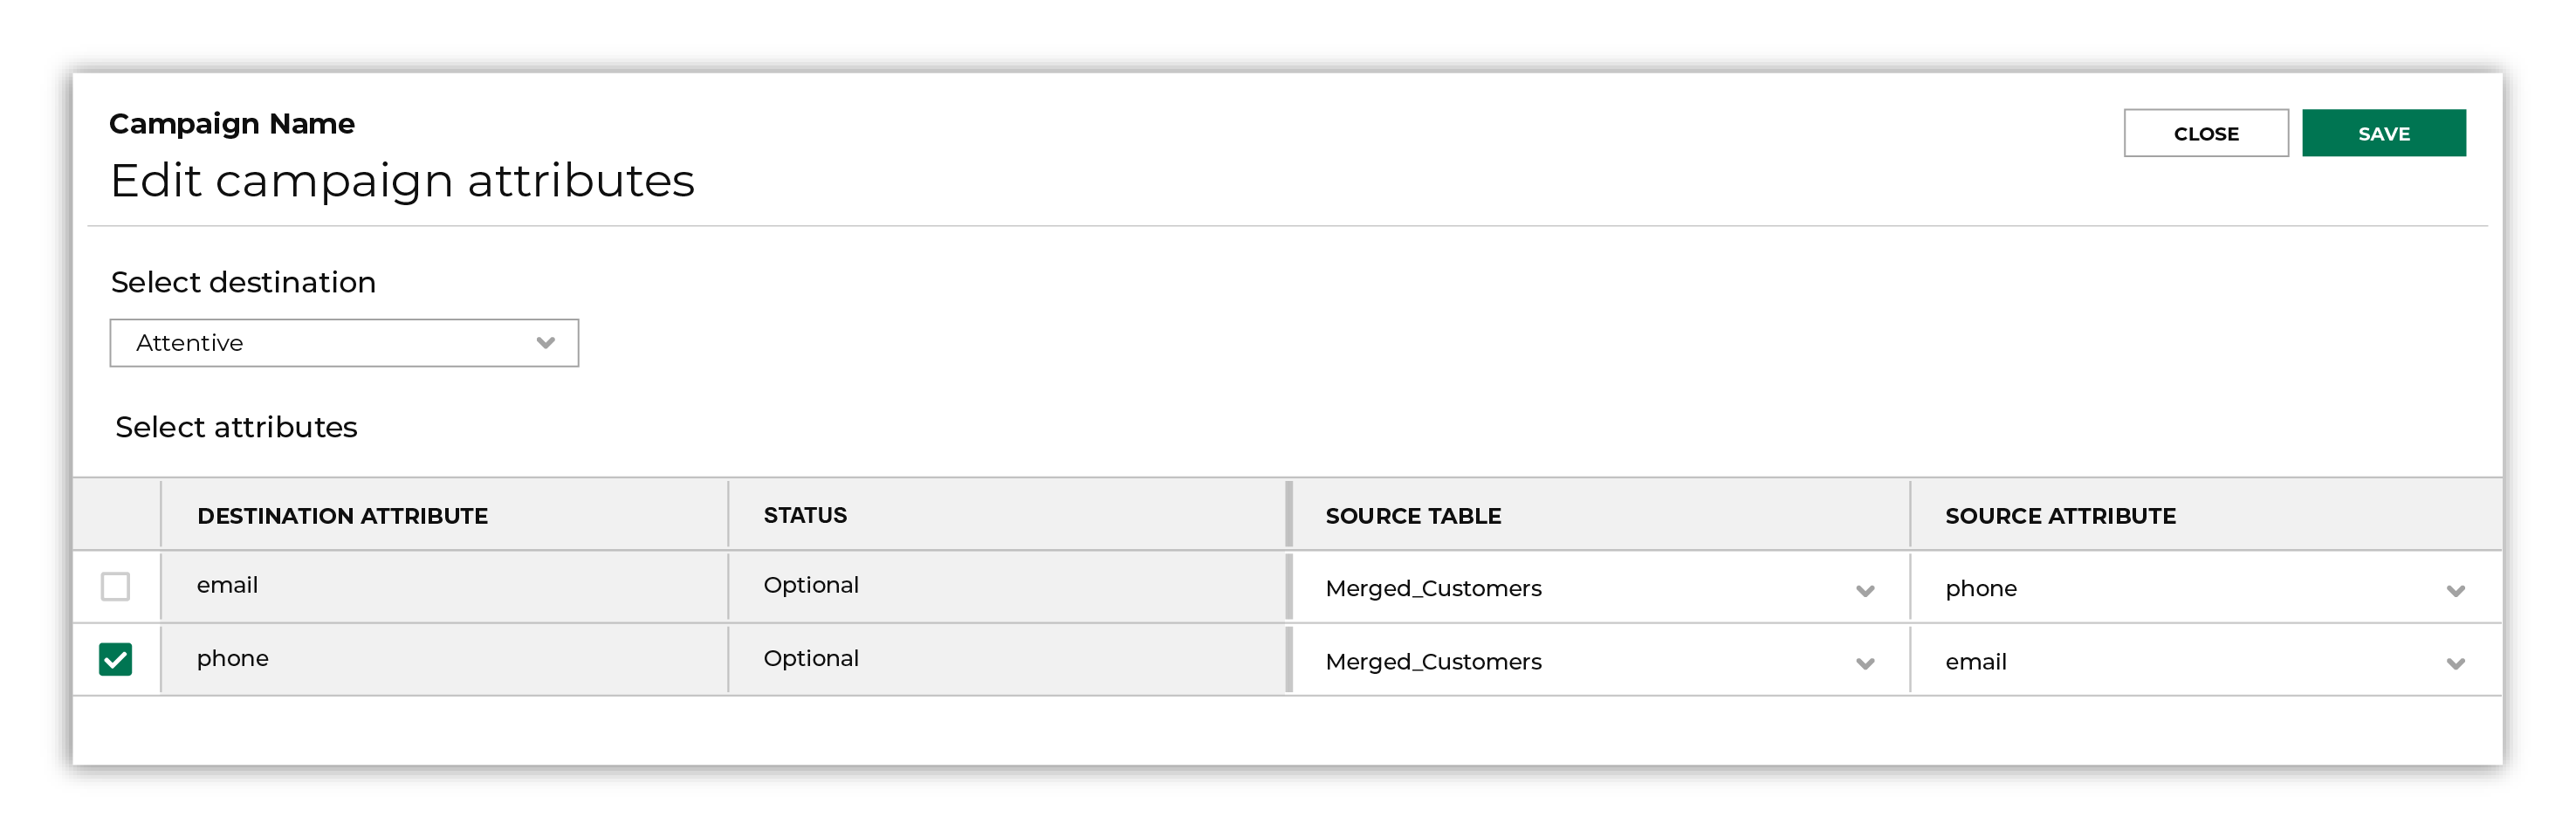 Campaign Name
Edit campaign attributes
CLOSE
SAVE
Select destination
Attentive
Select attributes
DESTINATION ATTRIBUTE STATUS SOURCE TABLE SOURCE ATTRIBUTE
email Optional Merged_Customers phone
phone Optional Merged_Customers email